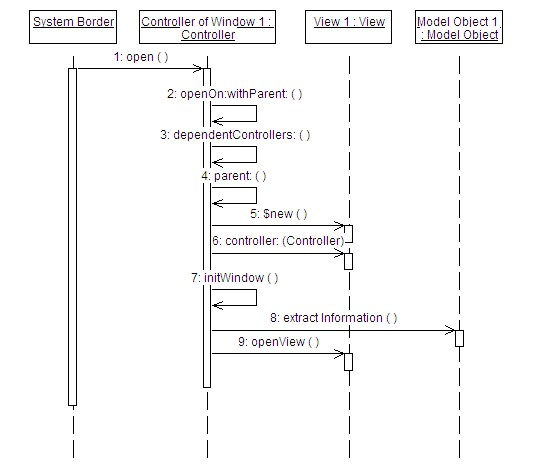 System Border
Controller of Window 1 :
Controller
View 1 : View
Model Object 1
: Model Object
1: open ( )
2: openOn:withParent: ( )
3: dependentControllers: ( )
4: parent: ( )
5: $new ( )
6: controller: (Controller)
7: initWindow ( )
8: extract Information ( )
9: openView ( )